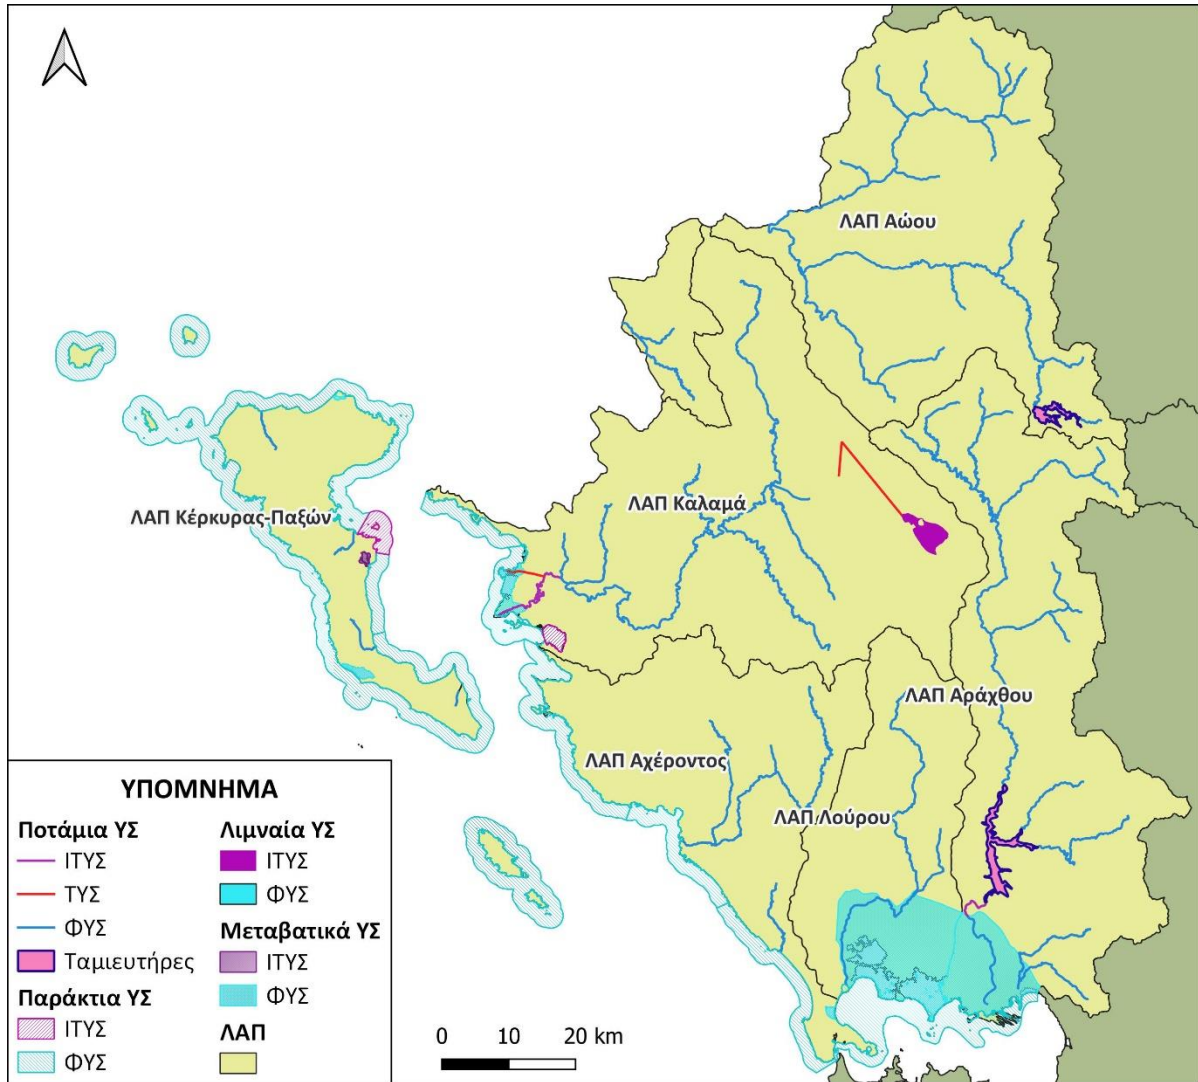 ΛΑΠ Αώου
ΛΑΠ Κέρκυρας-Παξών
ΛΑΠ Καλαμά
ΛΑΠ Αράχθου
ΛΑΠ Αχέροντος
ΛΑΠ Λούρου
ΥΠΟΜΝΗΜΑ
Ποτάμια ΥΣ
ΙΤΥΣ
ΤΥΣ
ΦΥΣ
Ταμιευτήρες
Παράκτια ΥΣ
ΙΤΥΣ
ΦΥΣ
Λιμναία ΥΣ
ΙΤΥΣ
ΦΥΣ
Μεταβατικά ΥΣ
ΙΤΥΣ
ΦΥΣ
ΛΑΠ
0 10 20 km